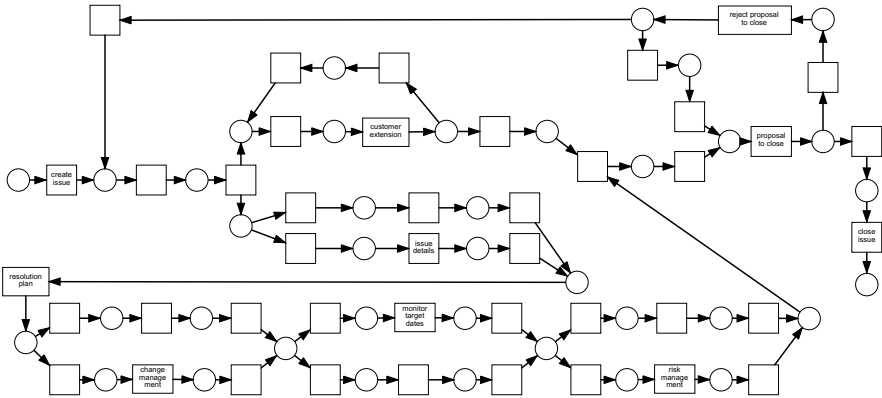 reject proposal
to close
customer
extension
proposal
to close
create
issue
close
issue
issue
details
resolution
plan
monitor
target
dates
change
manage
ment
risk
manage
ment